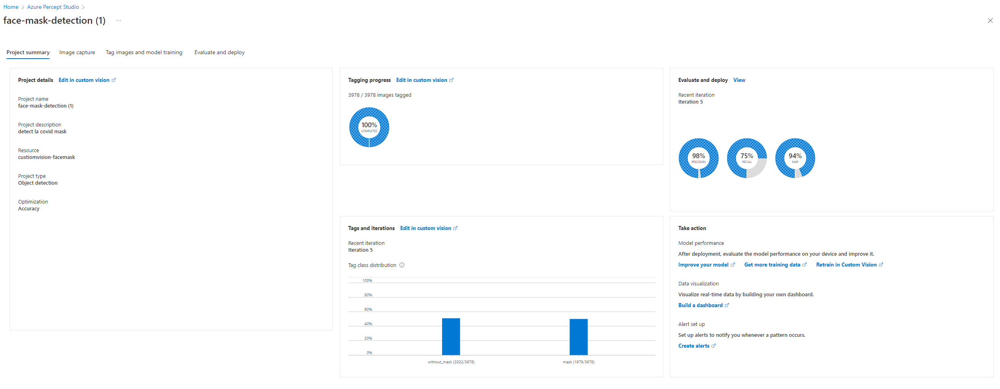 Home > Azure Percept Studio >
face-mask-detection (1) ...
Project summary Image capture Tag images and model training Evaluate and deploy
Project details Edit in custom vision
Project name
face-mask-detection (1)
Project description
detect la covid mask
Resource
custiomvision-facemask
Project type
Object detection
Optimization
Accuracy
Tagging progress Edit in custom vision
3978 / 3978 images tagged
100%
COMPLETED
Evaluate and deploy View
Recent iteration
Iteration 5
98%
PRECISION
75%
RECALL
94%
MAP
Tags and iterations Edit in custom vision
Recent iteration
Iteration 5
Tag class distribution
100%
80%
60%
40%
20%
0%
without_mask (2022/3978) mask (1979/3978)
Take action
Model performance
After deployment, evaluate the model performance on your device and improve it.
Improve your model Get more training data Retrain in Custom Vision
Data visualization
Visualize real-time data by building your own dashboard.
Build a dashboard
Alert set up
Set up alerts to notify you whenever a pattern occurs.
Create alerts